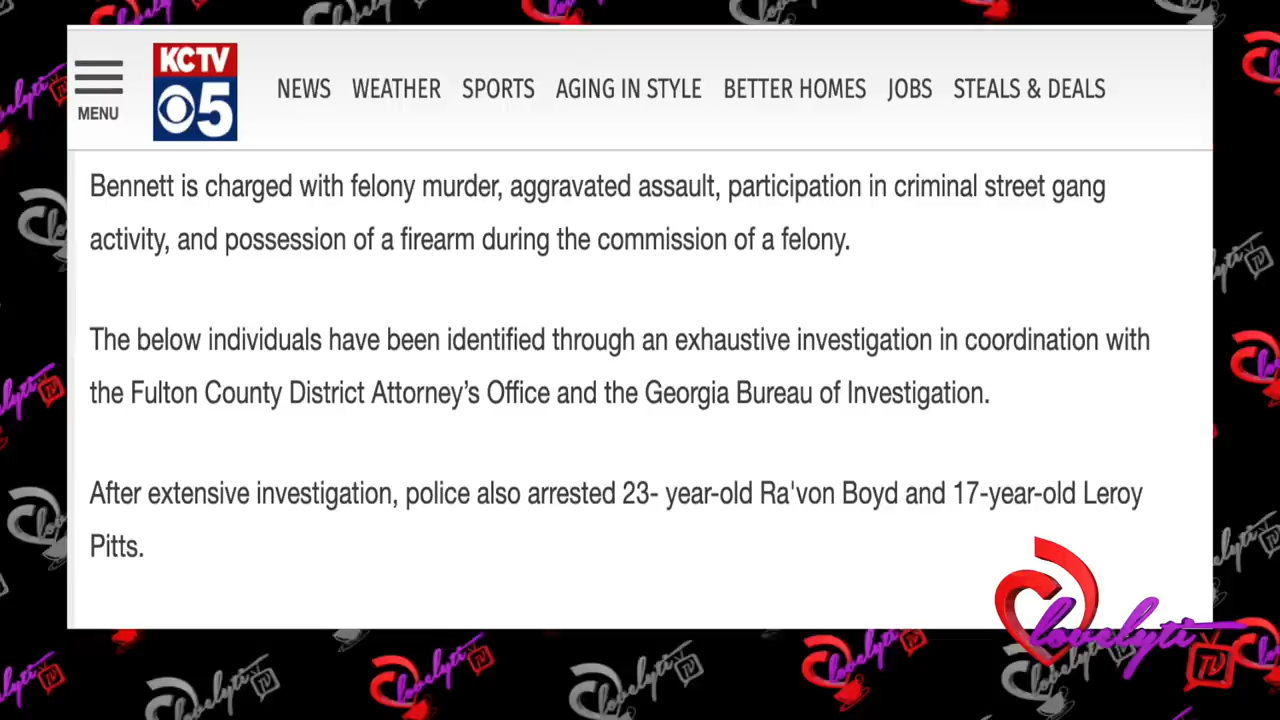 KCTV
5
MENU
NEWS WEATHER SPORTS AGING IN STYLE BETTER HOMES JOBS STEALS & DEALS
Bennett is charged with felony murder, aggravated assault, participation in criminal street gang
activity, and possession of a firearm during the commission of a felony.
The below individuals have been identified through an exhaustive investigation in coordination with
the Fulton County District Attorney’s Office and the Georgia Bureau of Investigation.
After extensive investigation, police also arrested 23- year-old Ra'von Boyd and 17-year-old Leroy
Pitts.
lovelyti
TV